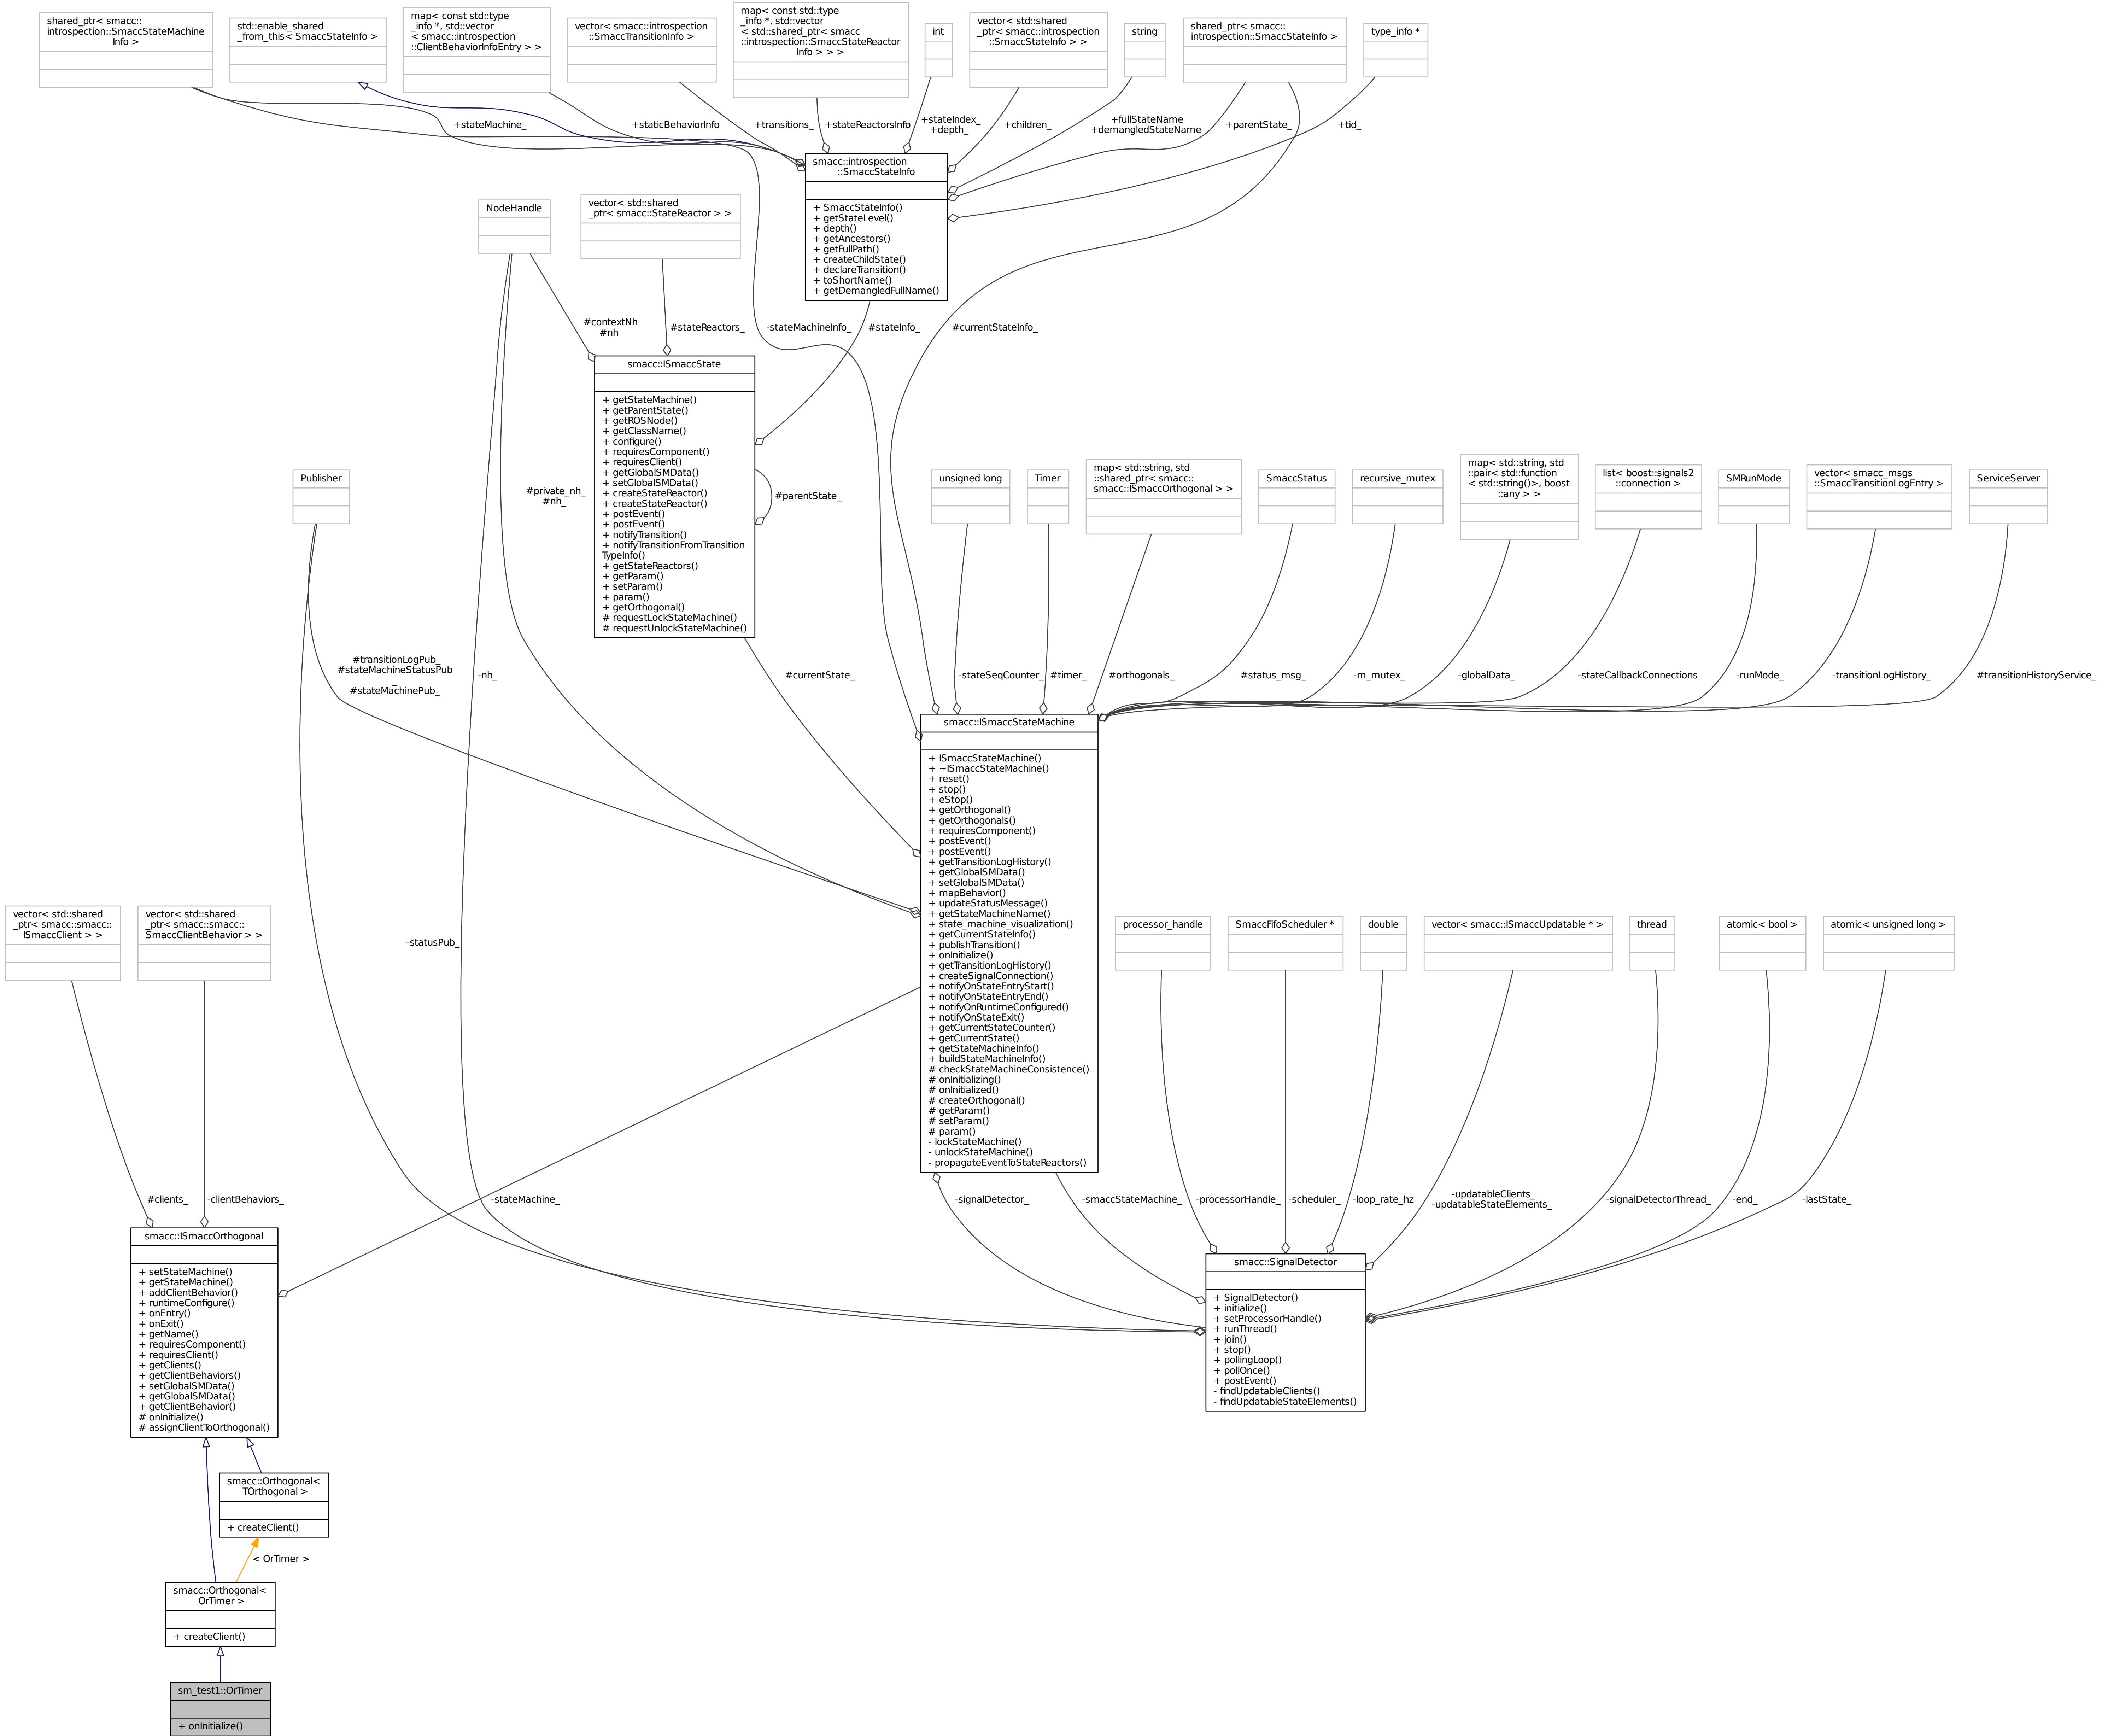 shared_ptr< smacc::
introspection::SmaccStateMachine
Info >
std::enable_shared
_from_this< SmaccStateInfo >
map< const std::type
_info *, std::vector
< smacc::introspection
::ClientBehaviorInfoEntry > >
vector< smacc::introspection
::SmaccTransitionInfo >
map< const std::type
_info *, std::vector
< std::shared_ptr< smacc
::introspection::SmaccStateReactor
Info > > >
int
vector< std::shared
_ptr< smacc::introspection
::SmaccStateInfo > >
string
shared_ptr< smacc::
introspection::SmaccStateInfo >
type_info *
+stateMachine_
+staticBehaviorInfo
+transitions_
+stateReactorsInfo
+stateIndex_
+depth_
+children_
+fullStateName
+demangledStateName
+parentState_
+tid_
smacc::introspection
::SmaccStateInfo
+ SmaccStateInfo()
+ getStateLevel()
+ depth()
+ getAncestors()
+ getFullPath()
+ createChildState()
+ declareTransition()
+ toShortName()
+ getDemangledFullName()
NodeHandle
vector< std::shared
_ptr< smacc::StateReactor > >
#contextNh
#nh
#stateReactors_
-stateMachineInfo_
#stateInfo_
#currentStateInfo_
smacc::ISmaccState
+ getStateMachine()
+ getParentState()
+ getROSNode()
+ getClassName()
+ configure()
+ requiresComponent()
+ requiresClient()
+ getGlobalSMData()
+ setGlobalSMData()
+ createStateReactor()
+ createStateReactor()
+ postEvent()
+ postEvent()
+ notifyTransition()
+ notifyTransitionFromTransition
TypeInfo()
+ getStateReactors()
+ getParam()
+ setParam()
+ param()
+ getOrthogonal()
# requestLockStateMachine()
# requestUnlockStateMachine()
#parentState_
Publisher
#private_nh_
#nh_
unsigned long
Timer
map< std::string, std
::shared_ptr< smacc::
smacc::ISmaccOrthogonal > >
SmaccStatus
recursive_mutex
map< std::string, std
::pair< std::function
< std::string()>, boost
::any > >
list< boost::signals2
::connection >
SMRunMode
vector< smacc_msgs
::SmaccTransitionLogEntry >
ServiceServer
#transitionLogPub_
#stateMachineStatusPub
_
#stateMachinePub_
-nh_
#currentState_
-stateSeqCounter_
#timer_
#orthogonals_
#status_msg_
-m_mutex_
-globalData_
-stateCallbackConnections
-runMode_
-transitionLogHistory_
#transitionHistoryService_
smacc::ISmaccStateMachine
+ ISmaccStateMachine()
+ ~ISmaccStateMachine()
+ reset()
+ stop()
+ eStop()
+ getOrthogonal()
+ getOrthogonals()
+ requiresComponent()
+ postEvent()
+ postEvent()
+ getTransitionLogHistory()
+ getGlobalSMData()
+ setGlobalSMData()
+ mapBehavior()
+ updateStatusMessage()
+ getStateMachineName()
+ state_machine_visualization()
+ getCurrentStateInfo()
+ publishTransition()
+ onInitialize()
+ getTransitionLogHistory()
+ createSignalConnection()
+ notifyOnStateEntryStart()
+ notifyOnStateEntryEnd()
+ notifyOnRuntimeConfigured()
+ notifyOnStateExit()
+ getCurrentStateCounter()
+ getCurrentState()
+ getStateMachineInfo()
+ buildStateMachineInfo()
# checkStateMachineConsistence()
# onInitializing()
# onInitialized()
# createOrthogonal()
# getParam()
# setParam()
# param()
- lockStateMachine()
- unlockStateMachine()
- propagateEventToStateReactors()
vector< std::shared
_ptr< smacc::smacc::
ISmaccClient > >
vector< std::shared
_ptr< smacc::smacc::
SmaccClientBehavior > >
-statusPub_
processor_handle
SmaccFifoScheduler *
double
vector< smacc::ISmaccUpdatable * >
thread
atomic< bool >
atomic< unsigned long >
#clients_
-clientBehaviors_
-stateMachine_
-signalDetector_
-smaccStateMachine_
-processorHandle_
-scheduler_
-loop_rate_hz
-updatableClients_
-updatableStateElements_
-signalDetectorThread_
-end_
-lastState_
smacc::ISmaccOrthogonal
+ setStateMachine()
+ getStateMachine()
+ addClientBehavior()
+ runtimeConfigure()
+ onEntry()
+ onExit()
+ getName()
+ requiresComponent()
+ requiresClient()
+ getClients()
+ getClientBehaviors()
+ setGlobalSMData()
+ getGlobalSMData()
+ getClientBehavior()
# onInitialize()
# assignClientToOrthogonal()
smacc::SignalDetector
+ SignalDetector()
+ initialize()
+ setProcessorHandle()
+ runThread()
+ join()
+ stop()
+ pollingLoop()
+ pollOnce()
+ postEvent()
- findUpdatableClients()
- findUpdatableStateElements()
smacc::Orthogonal<
TOrthogonal >
+ createClient()
< OrTimer >
smacc::Orthogonal<
OrTimer >
+ createClient()
sm_test1::OrTimer
+ onInitialize()